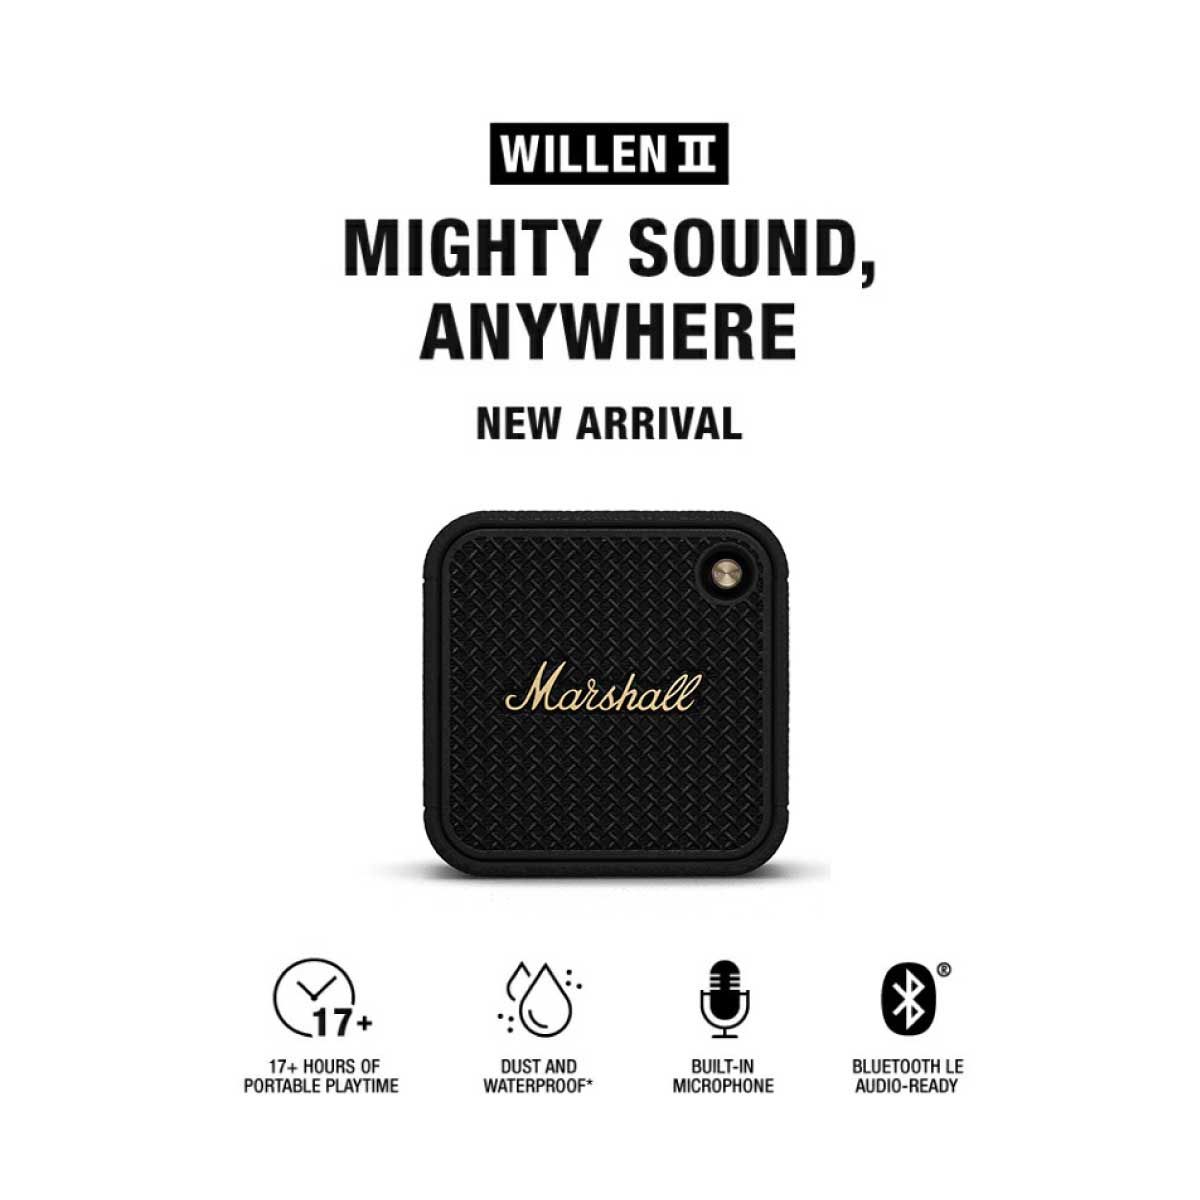 WILLEN II
MIGHTY SOUND,
ANYWHERE
NEW ARRIVAL
Marshall
17+
®
17+ HOURS OF
PORTABLE PLAYTIME
DUST AND
WATERPROOF*
BUILT-IN
MICROPHONE
BLUETOOTH LE
AUDIO-READY